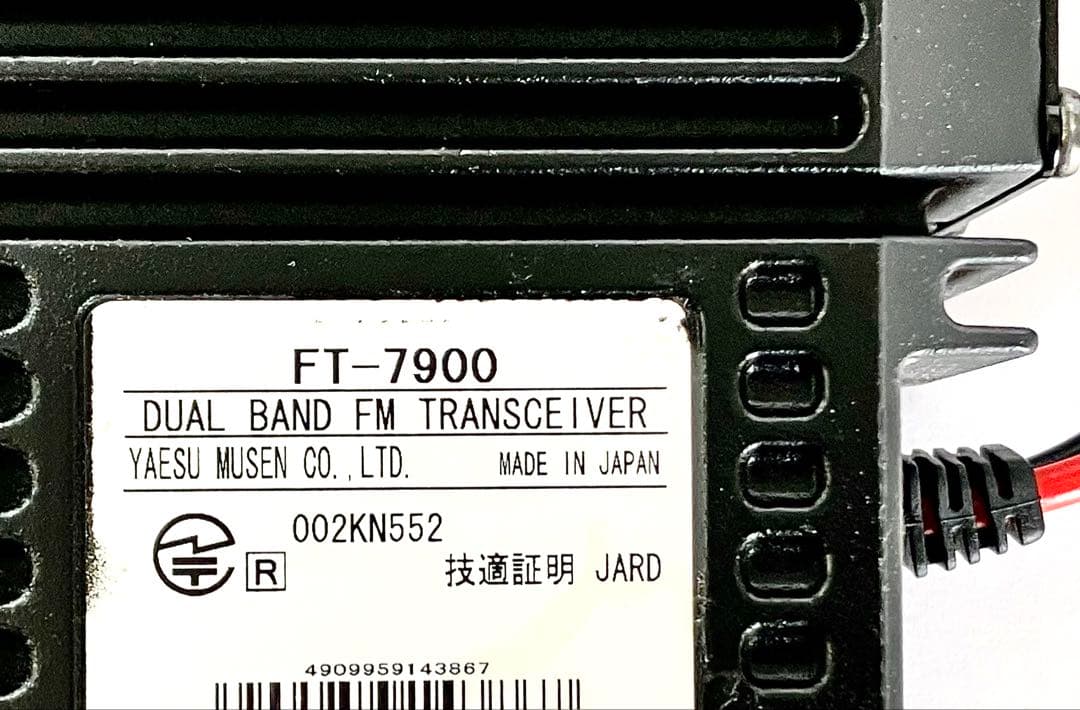 FT-7900
DUAL BAND FM TRANSCEIVER
YAESU MUSEN CO.,LTD. MADE IN JAPAN
002KN552
R
技適証明 JARD
4909959143867